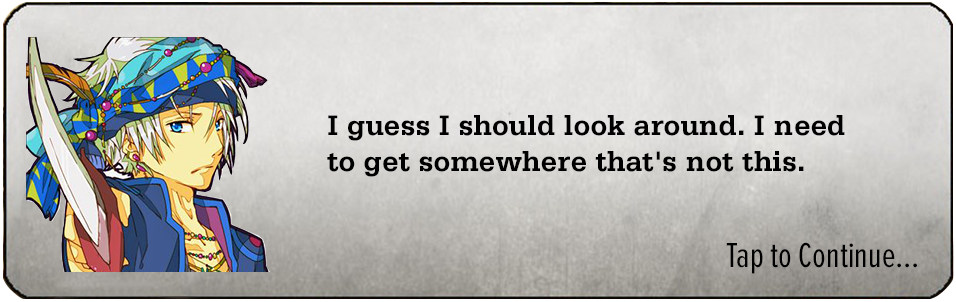 I guess I should look around. I need
to get somewhere that's not this.
Tap to Continue...